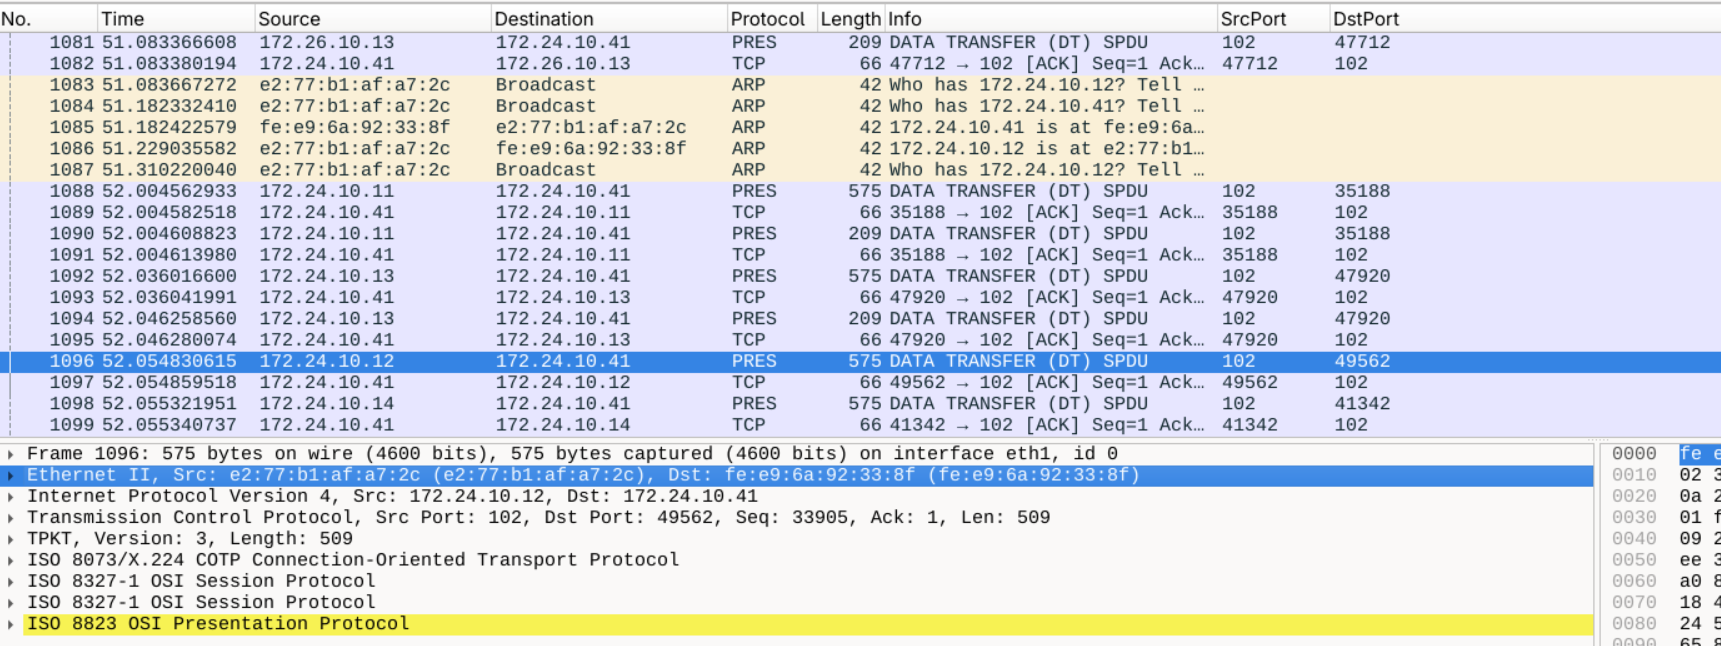 No. Time Source Destination Protocol Length Info SrcPort DstPort
1081 51.083366608 172.26.10.13 172.24.10.41 PRES 209 DATA TRANSFER (DT) SPDU 102 47712
1082 51.083380194 172.24.10.41 172.26.10.13 TCP 66 47712 → 102 [ACK] Seq=1 Ack… 47712 102
1083 51.083667272 e2:77:b1:af:a7:2c Broadcast ARP 42 Who has 172.24.10.12? Tell …
1084 51.182332410 e2:77:b1:af:a7:2c Broadcast ARP 42 Who has 172.24.10.41? Tell …
1085 51.182422579 fe:e9:6a:92:33:8f e2:77:b1:af:a7:2c ARP 42 172.24.10.41 is at fe:e9:6a…
1086 51.229035582 e2:77:b1:af:a7:2c fe:e9:6a:92:33:8f ARP 42 172.24.10.12 is at e2:77:b1…
1087 51.310220040 e2:77:b1:af:a7:2c Broadcast ARP 42 Who has 172.24.10.12? Tell …
1088 52.004562933 172.24.10.11 172.24.10.41 PRES 575 DATA TRANSFER (DT) SPDU 102 35188
1089 52.004582518 172.24.10.41 172.24.10.11 TCP 66 35188 → 102 [ACK] Seq=1 Ack… 35188 102
1090 52.004608823 172.24.10.11 172.24.10.41 PRES 209 DATA TRANSFER (DT) SPDU 102 35188
1091 52.004613980 172.24.10.41 172.24.10.11 TCP 66 35188 → 102 [ACK] Seq=1 Ack… 35188 102
1092 52.036016600 172.24.10.13 172.24.10.41 PRES 575 DATA TRANSFER (DT) SPDU 102 47920
1093 52.036041991 172.24.10.41 172.24.10.13 TCP 66 47920 → 102 [ACK] Seq=1 Ack… 47920 102
1094 52.046258560 172.24.10.13 172.24.10.41 PRES 209 DATA TRANSFER (DT) SPDU 102 47920
1095 52.046280074 172.24.10.41 172.24.10.13 TCP 66 47920 → 102 [ACK] Seq=1 Ack… 47920 102
1096 52.054830615 172.24.10.12 172.24.10.41 PRES 575 DATA TRANSFER (DT) SPDU 102 49562
1097 52.054859518 172.24.10.41 172.24.10.12 TCP 66 49562 → 102 [ACK] Seq=1 Ack… 49562 102
1098 52.055321951 172.24.10.14 172.24.10.41 PRES 575 DATA TRANSFER (DT) SPDU 102 41342
1099 52.055340737 172.24.10.41 172.24.10.14 TCP 66 41342 → 102 [ACK] Seq=1 Ack… 41342 102
Frame 1096: 575 bytes on wire (4600 bits), 575 bytes captured (4600 bits) on interface eth1, id 0
Ethernet II, Src: e2:77:b1:af:a7:2c (e2:77:b1:af:a7:2c), Dst: fe:e9:6a:92:33:8f (fe:e9:6a:92:33:8f)
Internet Protocol Version 4, Src: 172.24.10.12, Dst: 172.24.10.41
Transmission Control Protocol, Src Port: 102, Dst Port: 49562, Seq: 33905, Ack: 1, Len: 509
TPKT, Version: 3, Length: 509
ISO 8073/X.224 COTP Connection-Oriented Transport Protocol
ISO 8327-1 OSI Session Protocol
ISO 8327-1 OSI Session Protocol
ISO 8823 OSI Presentation Protocol
0000 fe
0010 02
0020 0a
0030 01
0040 09
0050 ee
0060 a0
0070 18
0080 24